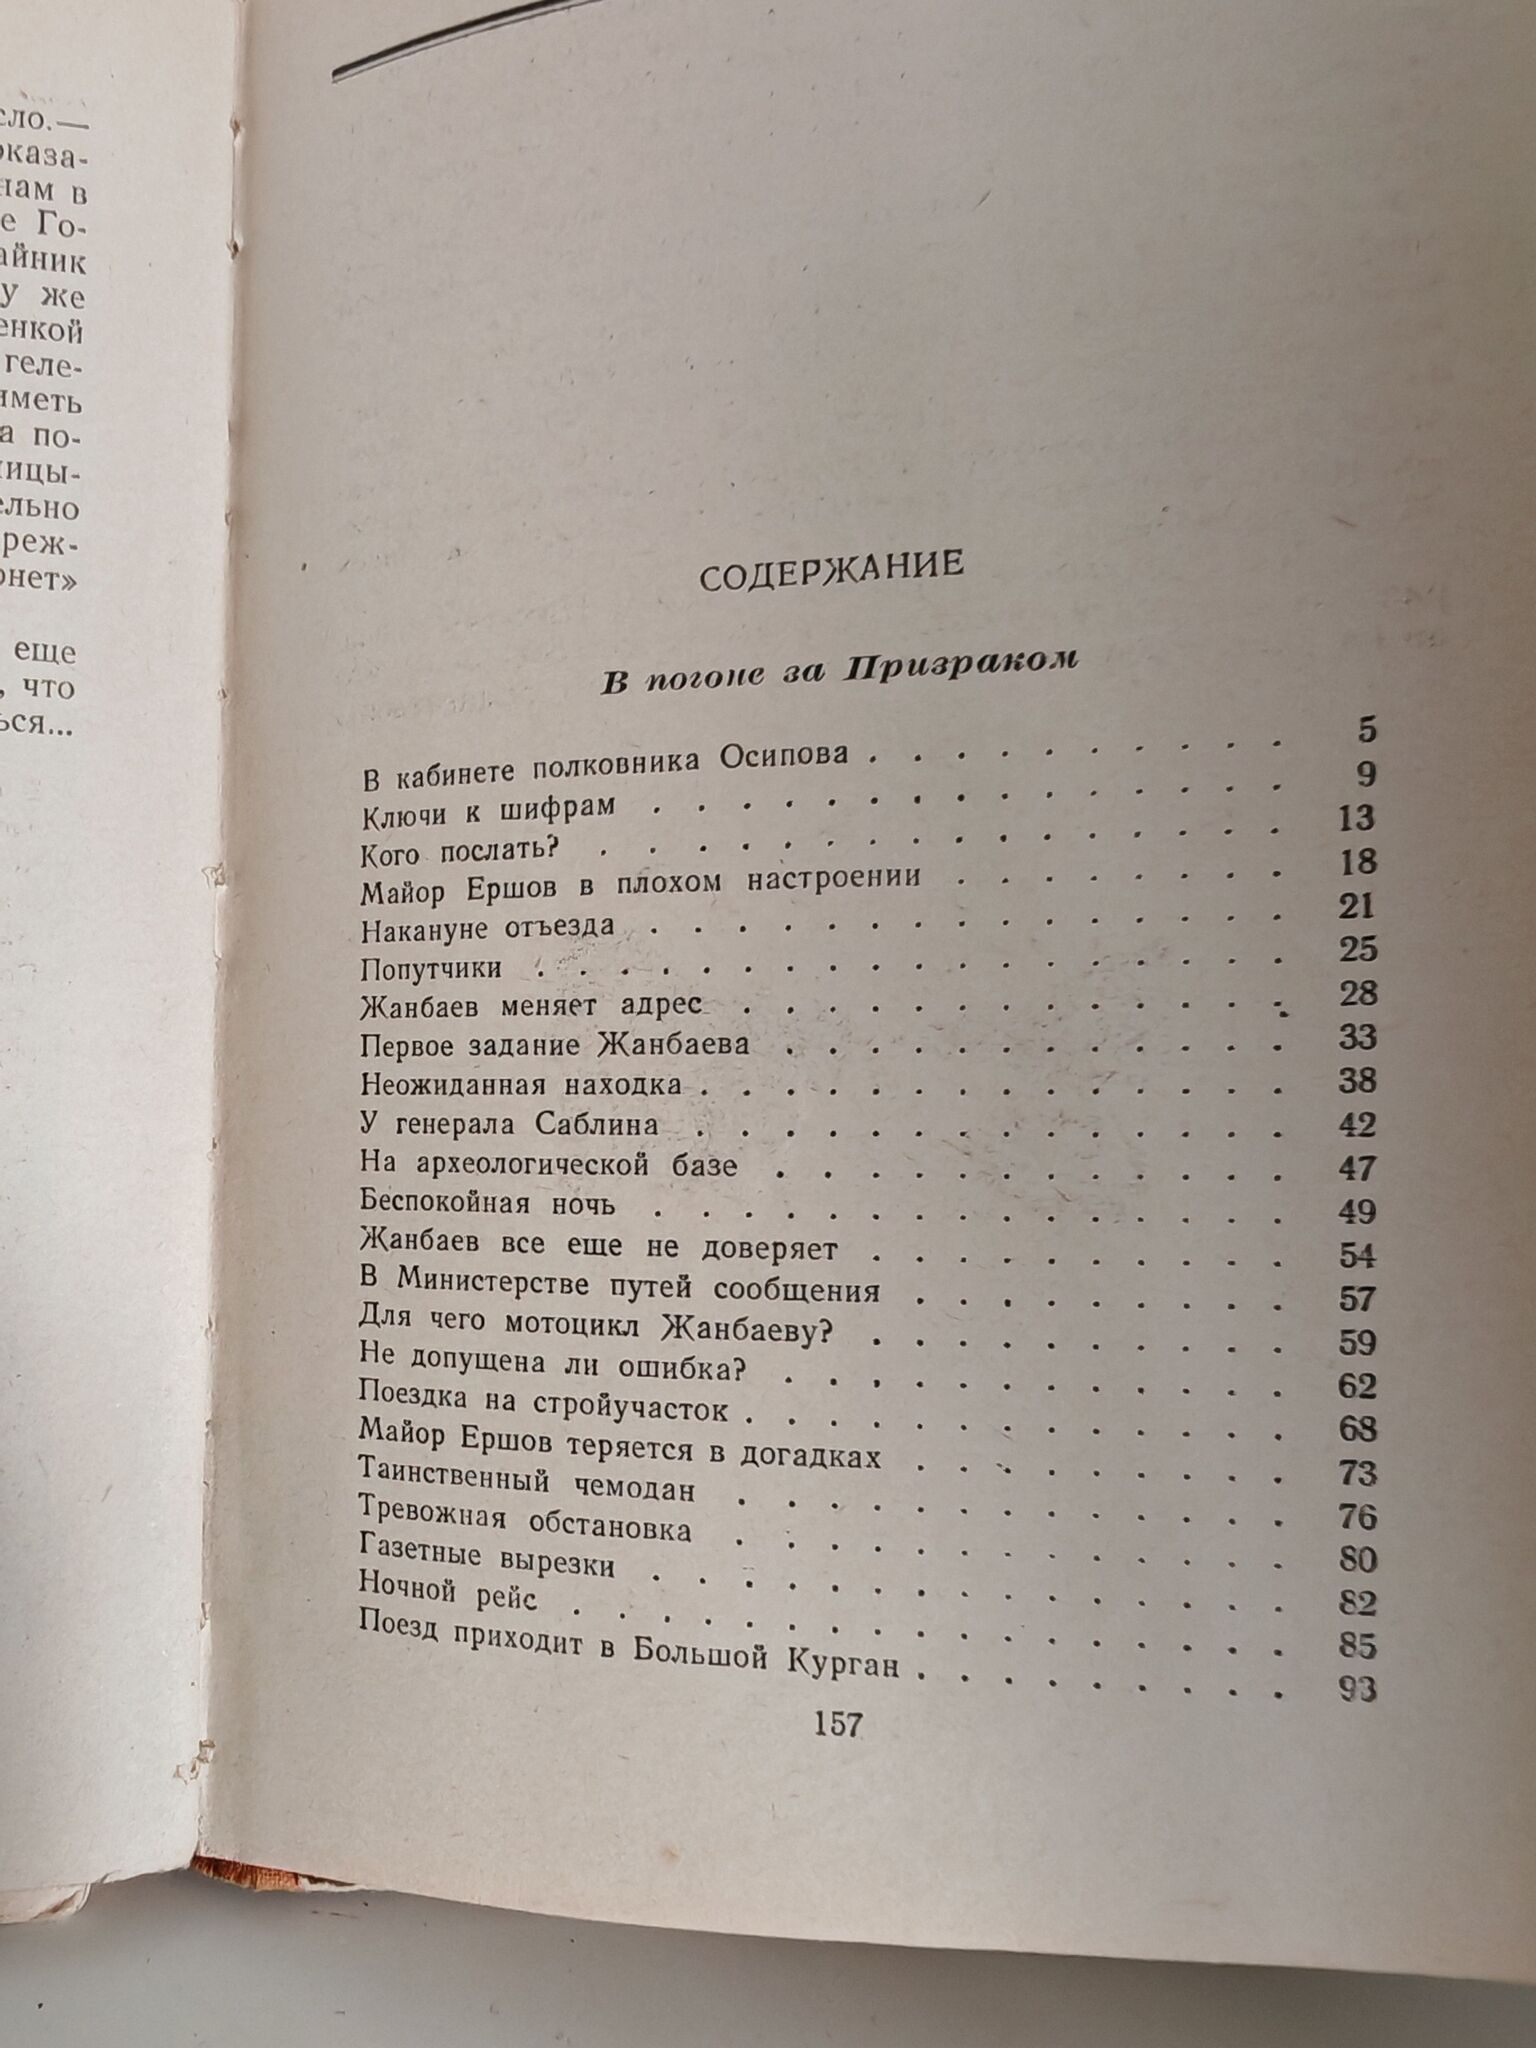 сло.—
оказа-
нам в
е Го-
айник
у же
енкой
геле-
иметь
а по-
ницы-
ельно
реж-
онет»
еще
, что
ься...
СОДЕРЖАНИЕ
В погоне за Призраком
В кабинете полковника Осипова . . . . . . . . . . 5
Ключи к шифрам . . . . . . . . . . . . . . . 9
Кого послать? . . . . . . . . . . . . . . . . 13
Майор Ершов в плохом настроении . . . . . . . . 18
Накануне отъезда . . . . . . . . . . . . . . . 21
Попутчики . . . . . . . . . . . . . . . . . . 25
Жанбаев меняет адрес . . . . . . . . . . . . . 28
Первое задание Жанбаева . . . . . . . . . . . . 33
Неожиданная находка . . . . . . . . . . . . . . 38
У генерала Саблина . . . . . . . . . . . . . . 42
На археологической базе . . . . . . . . . . . . 47
Беспокойная ночь . . . . . . . . . . . . . . . 49
Жанбаев все еще не доверяет . . . . . . . . . . 54
В Министерстве путей сообщения . . . . . . . . . 57
Для чего мотоцикл Жанбаеву? . . . . . . . . . . 59
Не допущена ли ошибка? . . . . . . . . . . . . 62
Поездка на стройучасток . . . . . . . . . . . . . 68
Майор Ершов теряется в догадках . . . . . . . . . 73
Таинственный чемодан . . . . . . . . . . . . . 76
Тревожная обстановка . . . . . . . . . . . . . 80
Газетные вырезки . . . . . . . . . . . . . . . 82
Ночной рейс . . . . . . . . . . . . . . . . . 85
Поезд приходит в Большой Курган . . . . . . . . . 93
157